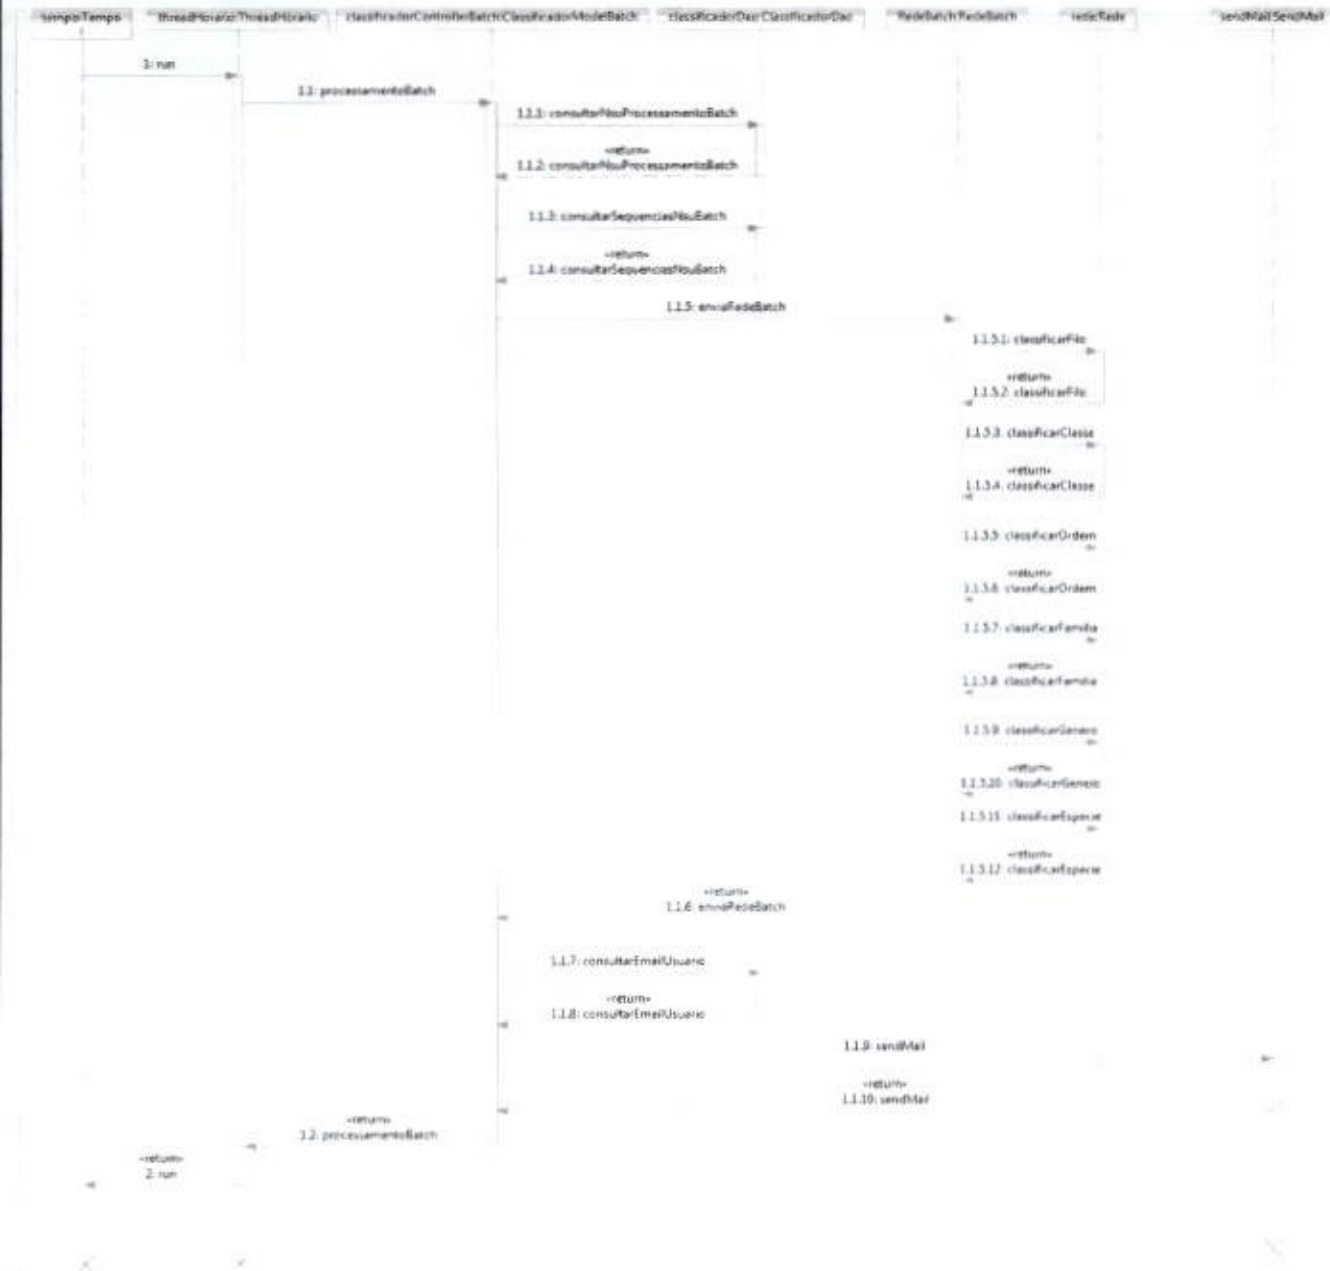 tempo:Tempo
threadHorario:ThreadHorario
classificadorControllerBatch:ClassificadorModelBatch
classificadorDao:ClassificadorDao
RedeBatch:RedeBatch
rede:Rede
sendMail:SendMail
1: run
1.1: processamentoBatch
1.1.1: consultarNsuProcessamentoBatch
«return»
1.1.2: consultarNsuProcessamentoBatch
1.1.3: consultarSequenciasNsuBatch
«return»
1.1.4: consultarSequenciasNsuBatch
1.1.5: enviaRedeBatch
1.1.5.1: classificarFilo
«return»
1.1.5.2: classificarFilo
1.1.5.3: classificarClasse
«return»
1.1.5.4: classificarClasse
1.1.5.5: classificarOrdem
«return»
1.1.5.6: classificarOrdem
1.1.5.7: classificarFamilia
«return»
1.1.5.8: classificarFamilia
1.1.5.9: classificarGenero
«return»
1.1.5.10: classificarGenero
1.1.5.11: classificarEspecie
«return»
1.1.5.12: classificarEspecie
«return»
1.1.6: enviaRedeBatch
1.1.7: consultarEmailUsuario
«return»
1.1.8: consultarEmailUsuario
1.1.9: sendMail
«return»
1.1.10: sendMail
«return»
1.2: processamentoBatch
«return»
2: run